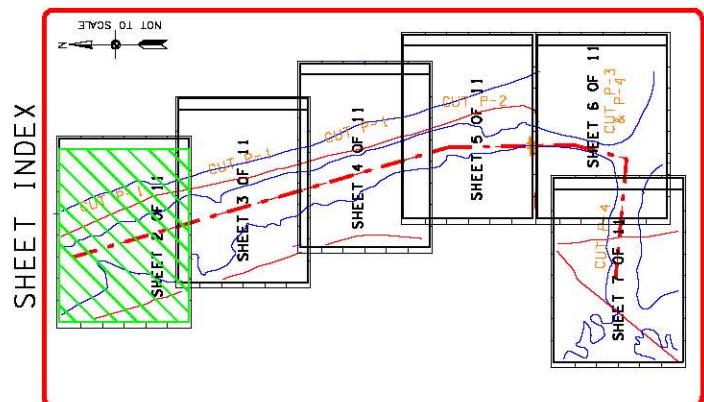 SHEET INDEX
NOT TO SCALE
N
CUT P-1
SHEET 2 OF 11
CUT P-1
SHEET 3 OF 11
CUT P-1
SHEET 4 OF 11
CUT P-2
SHEET 5 OF 11
SHEET 6 OF 11
CUT P-3
& P-4
CUT P-4
SHEET 7 OF 11